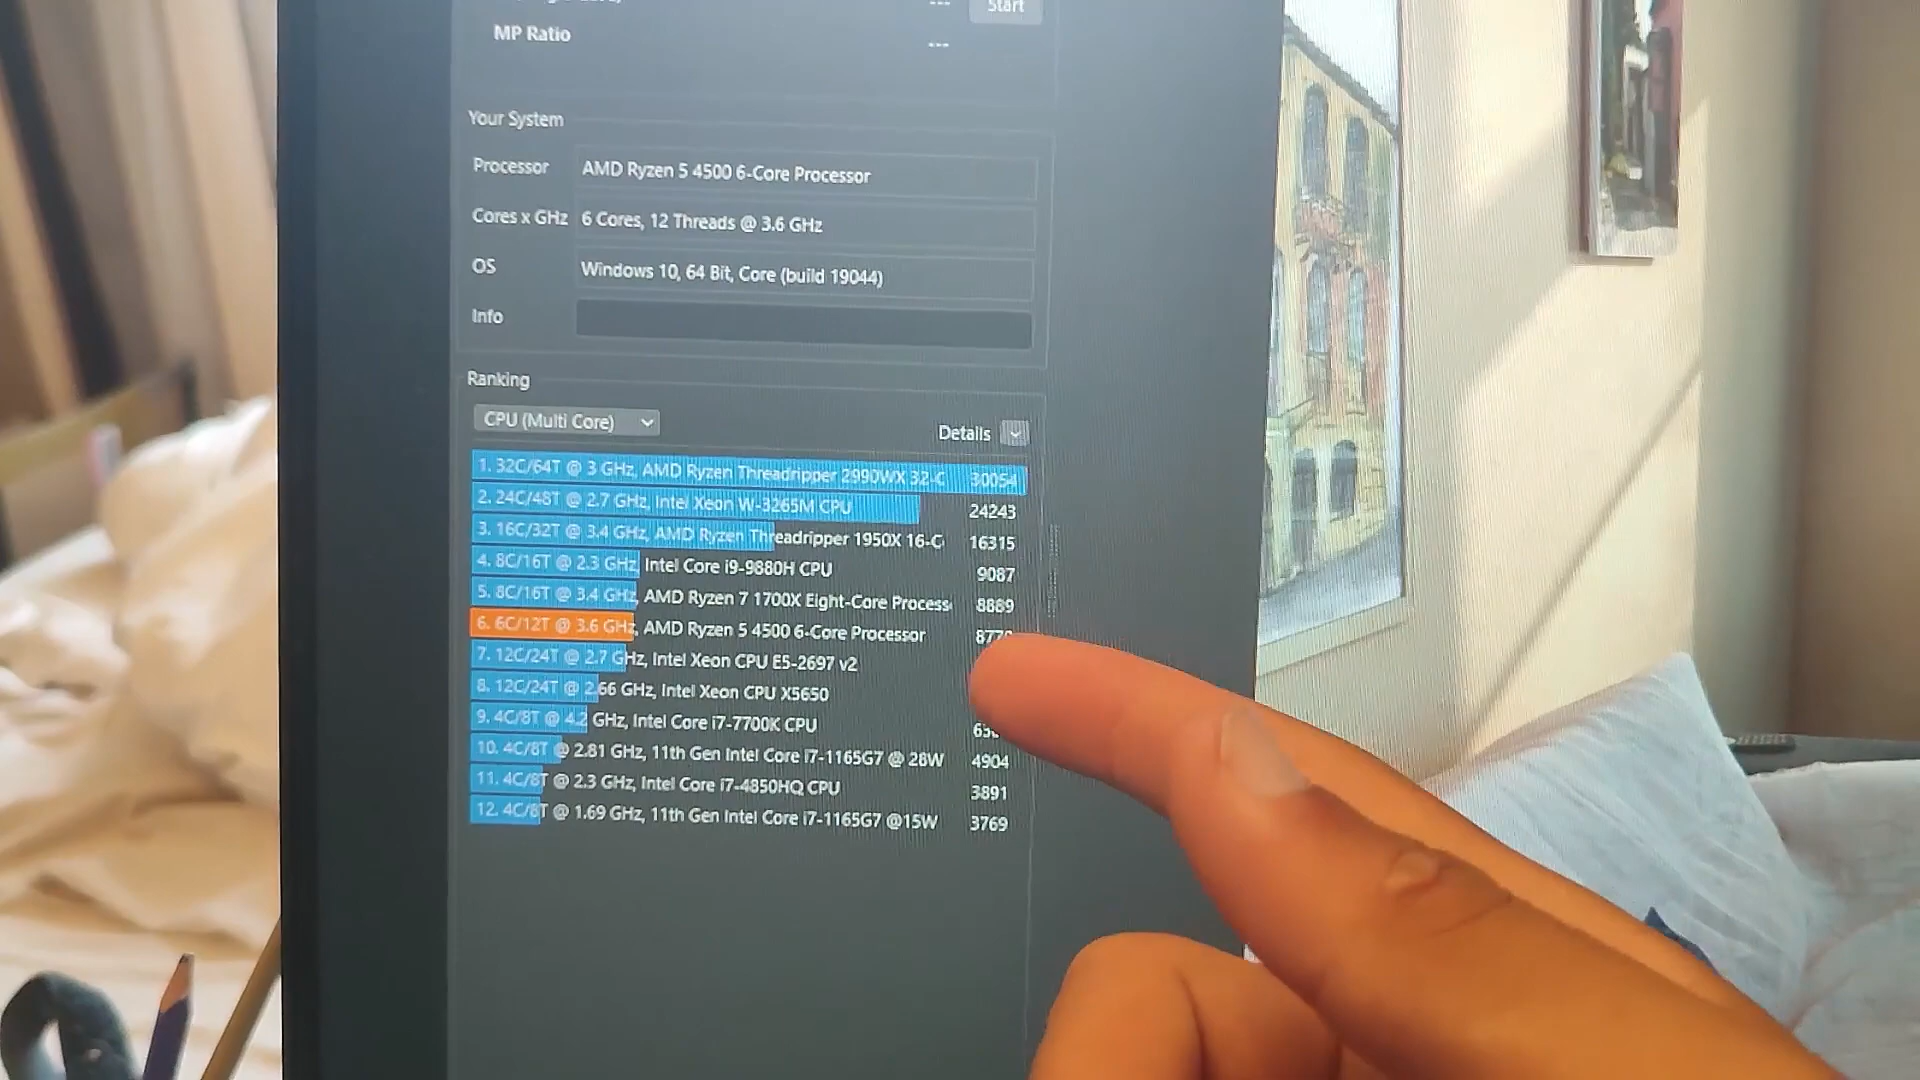 Start
MP Ratio ---
Your System
Processor AMD Ryzen 5 4500 6-Core Processor
Cores x GHz 6 Cores, 12 Threads @ 3.6 GHz
OS Windows 10, 64 Bit, Core (build 19044)
Info
Ranking
CPU (Multi Core)
Details
1. 32C/64T @ 3 GHz, AMD Ryzen Threadripper 2990WX 32-C 30054
2. 24C/48T @ 2.7 GHz, Intel Xeon W-3265M CPU 24243
3. 16C/32T @ 3.4 GHz, AMD Ryzen Threadripper 1950X 16-C 16315
4. 8C/16T @ 2.3 GHz, Intel Core i9-9880H CPU 9087
5. 8C/16T @ 3.4 GHz, AMD Ryzen 7 1700X Eight-Core Process 8889
6. 6C/12T @ 3.6 GHz, AMD Ryzen 5 4500 6-Core Processor
7. 12C/24T @ 2.7 GHz, Intel Xeon CPU E5-2697 v2
8. 12C/24T @ 2.66 GHz, Intel Xeon CPU X5650
9. 4C/8T @ 4.2 GHz, Intel Core i7-7700K CPU
10. 4C/8T @ 2.81 GHz, 11th Gen Intel Core i7-1165G7 @ 28W 4904
11. 4C/8T @ 2.3 GHz, Intel Core i7-4850HQ CPU 3891
12. 4C/8T @ 1.69 GHz, 11th Gen Intel Core i7-1165G7 @15W 3769